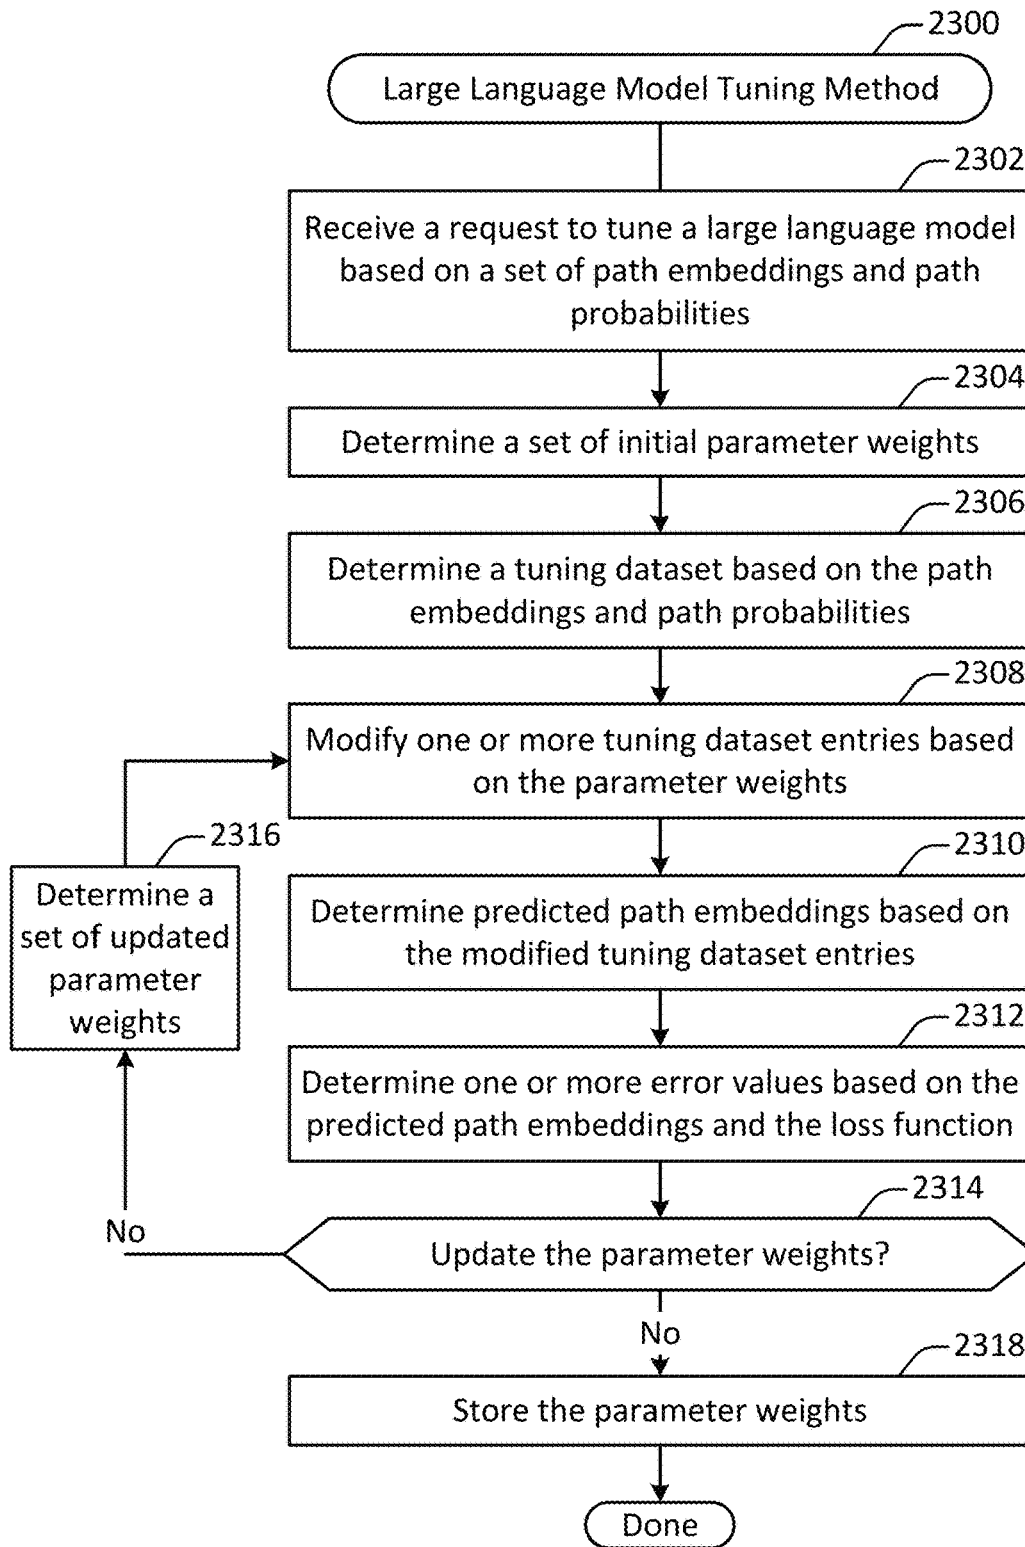 2300
Large Language Model Tuning Method
2302
Receive a request to tune a large language model
based on a set of path embeddings and path
probabilities
2304
Determine a set of initial parameter weights
2306
Determine a tuning dataset based on the path
embeddings and path probabilities
2308
Modify one or more tuning dataset entries based
on the parameter weights
2316
Determine a
set of updated
parameter
weights
2310
Determine predicted path embeddings based on
the modified tuning dataset entries
2312
Determine one or more error values based on the
predicted path embeddings and the loss function
2314
Update the parameter weights?
No
No
2318
Store the parameter weights
Done